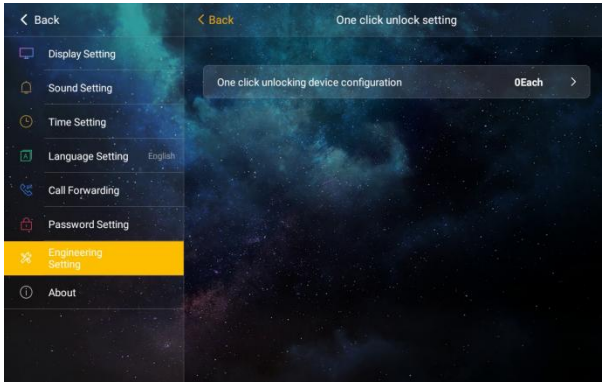 Back
Display Setting
Sound Setting
Time Setting
Language Setting English
Call Forwarding
Password Setting
Engineering
Setting
About
Back
One click unlock setting
One click unlocking device configuration 0Each